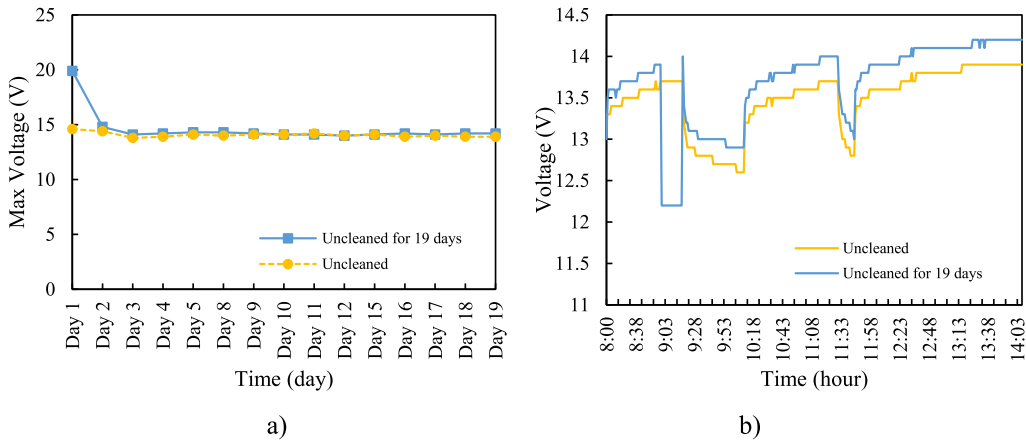 25
20
15
10
5
0
Max Voltage (V)
Uncleaned for 19 days
Uncleaned
Day 1
Day 2
Day 3
Day 4
Day 5
Day 8
Day 9
Day 10
Day 11
Day 12
Day 15
Day 16
Day 17
Day 18
Day 19
Time (day)
a)
14.5
14
13.5
13
12.5
12
11.5
11
Voltage (V)
Uncleaned
Uncleaned for 19 days
8:00
8:38
9:03
9:28
9:53
10:18
10:43
11:08
11:33
11:58
12:23
12:48
13:13
13:38
14:03
Time (hour)
b)